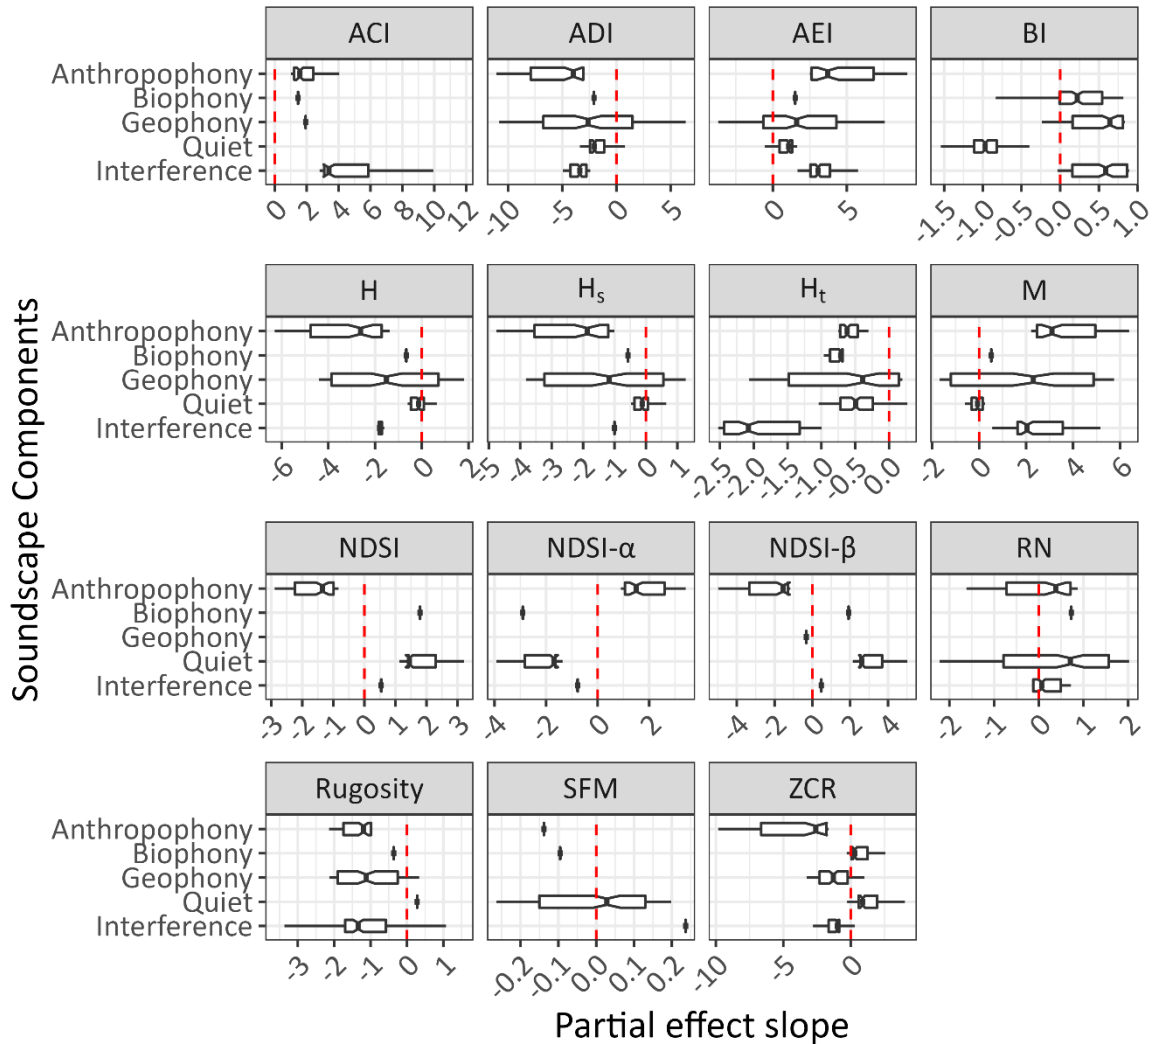 ACI ADI AEI BI
Anthropophony
Biophony
Geophony
Quiet
Interference
0 2 4 6 8 10 12 -10 -5 0 5 0 5 -1.5 -1.0 -0.5 0.0 0.5 1.0
H Hₛ Hₜ M
Anthropophony
Biophony
Geophony
Quiet
Interference
-6 -4 -2 0 2 -5 -4 -3 -2 -1 0 1 -2.5 -2.0 -1.5 -1.0 -0.5 0.0 -2 0 2 4 6
Soundscape Components
NDSI NDSI-α NDSI-β RN
Anthropophony
Biophony
Geophony
Quiet
Interference
-3 -2 -1 0 1 2 3 -4 -2 0 2 -4 -2 0 2 4 -2 -1 0 1 2
Rugosity SFM ZCR
Anthropophony
Biophony
Geophony
Quiet
Interference
-3 -2 -1 0 1 -0.2 -0.1 0.0 0.1 0.2 -10 -5 0
Partial effect slope